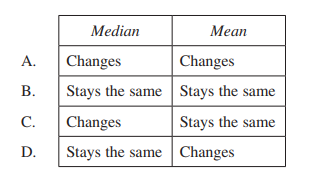 Median Mean
A. Changes Changes
B. Stays the same Stays the same
C. Changes Stays the same
D. Stays the same Changes